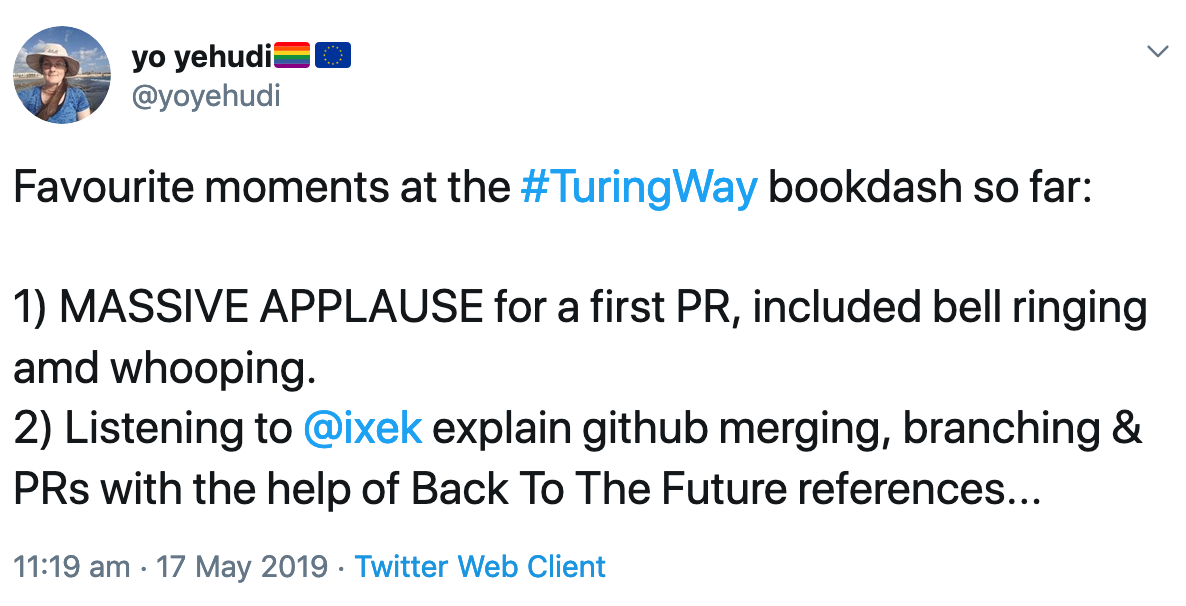 yo yehudi🏳️‍🌈🇪🇺
@yoyehudi
Favourite moments at the #TuringWay bookdash so far:
1) MASSIVE APPLAUSE for a first PR, included bell ringing
amd whooping.
2) Listening to @ixek explain github merging, branching &
PRs with the help of Back To The Future references...
11:19 am · 17 May 2019 · Twitter Web Client